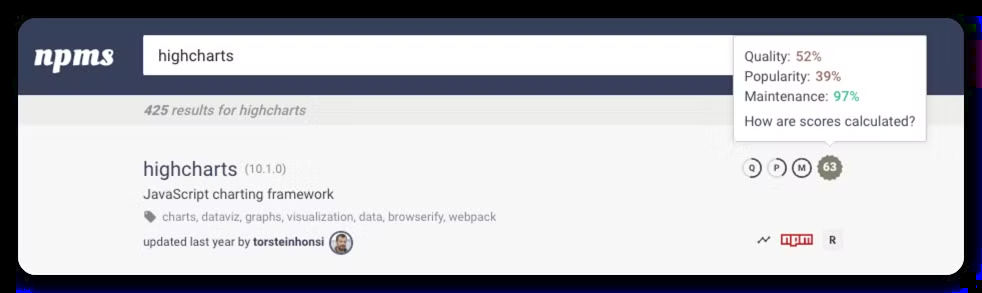 npms
highcharts
Quality: 52%
Popularity: 39%
Maintenance: 97%
How are scores calculated?
425 results for highcharts
highcharts (10.1.0)
Q P M 63
JavaScript charting framework
charts, dataviz, graphs, visualization, data, browserify, webpack
updated last year by torsteinhonsi
npm R